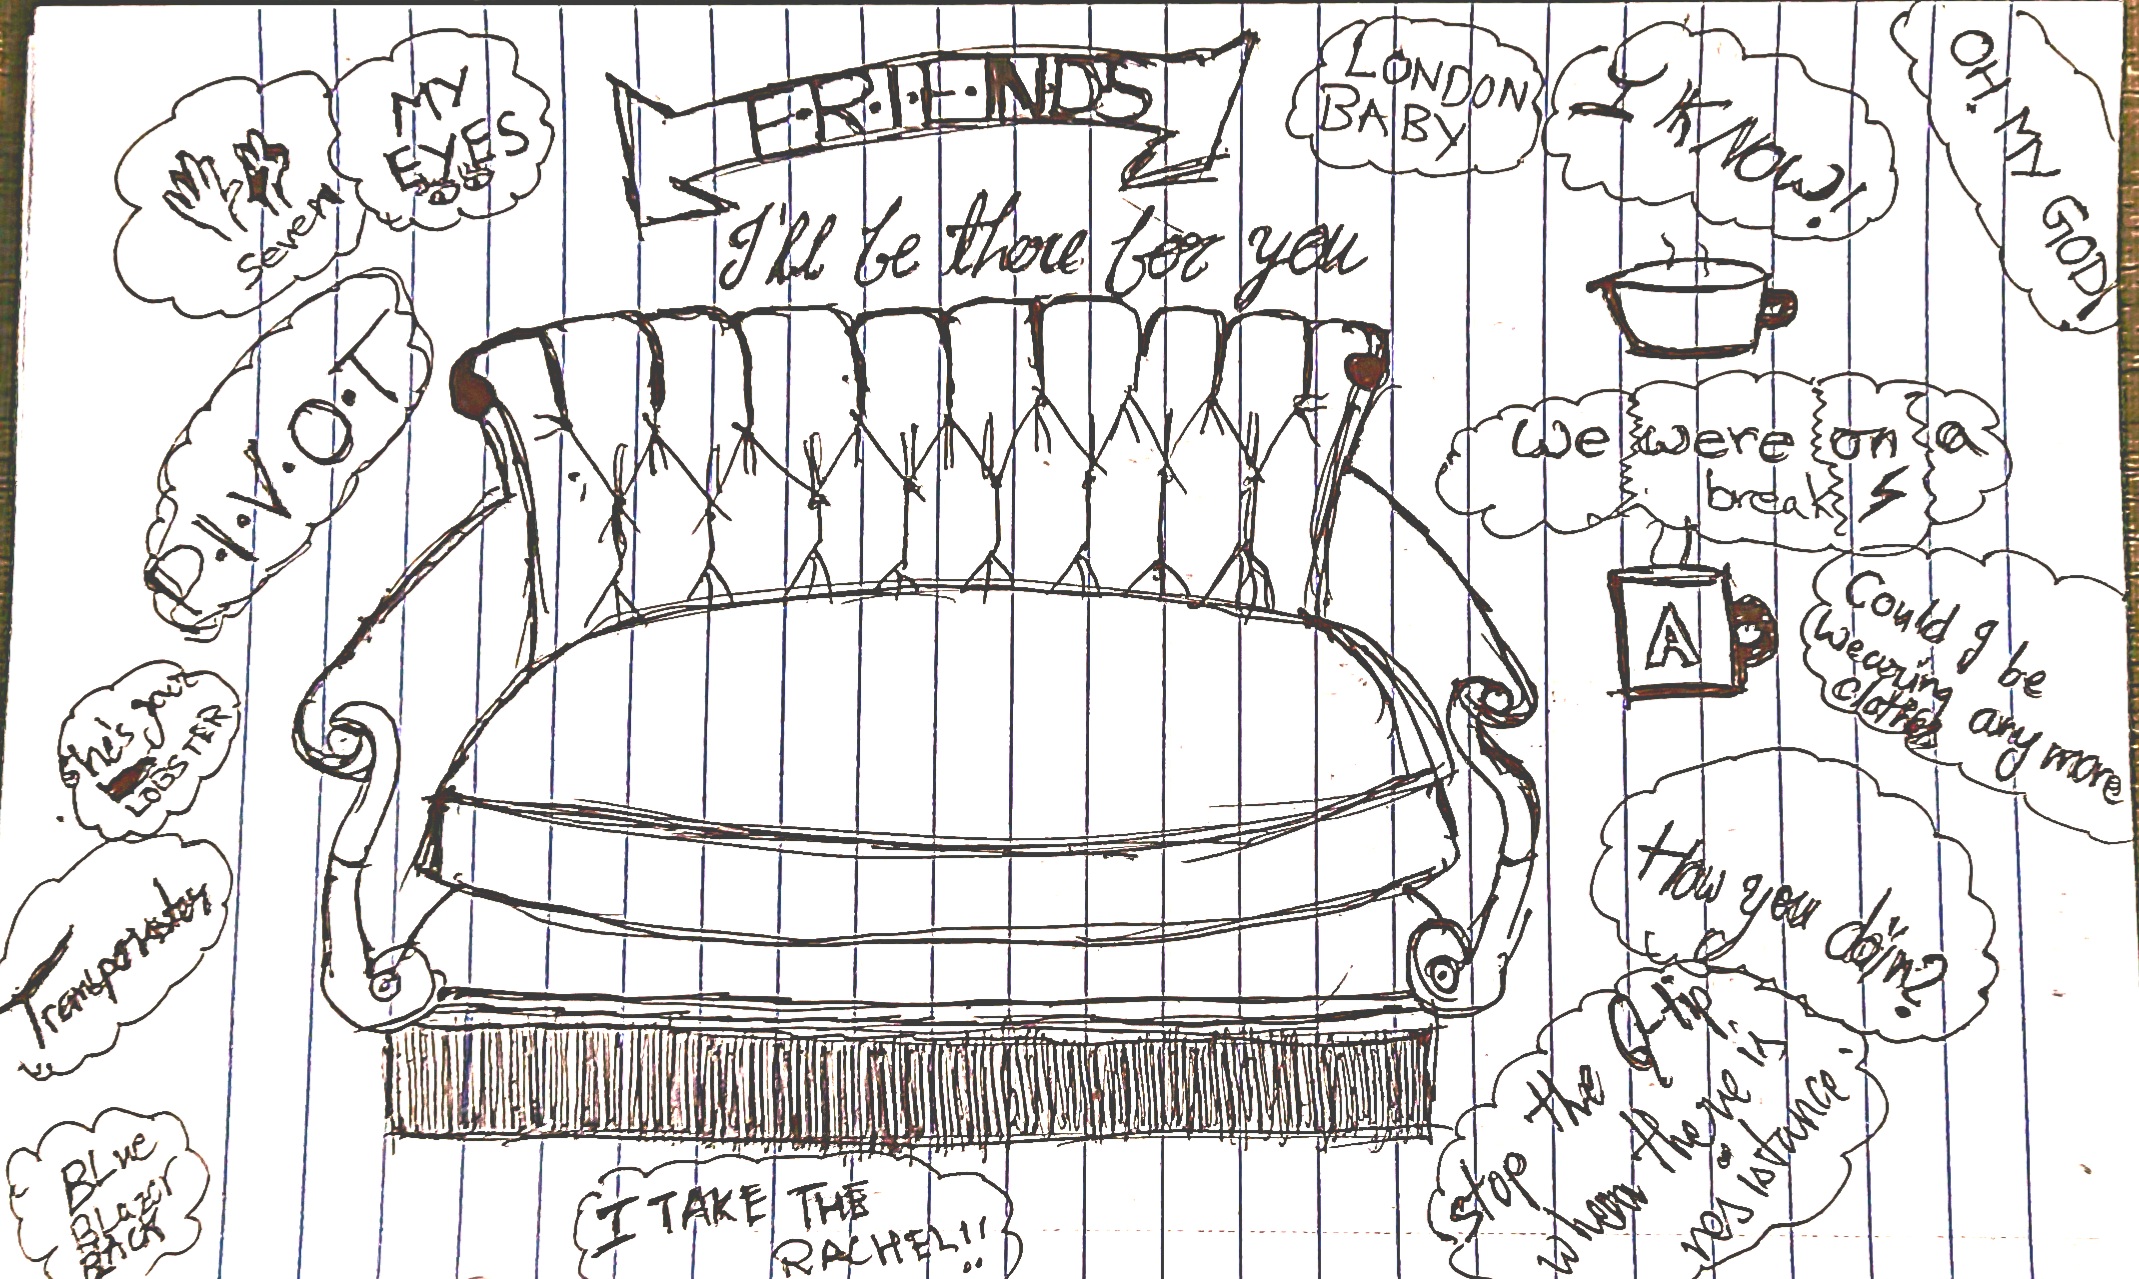 F.R.I.E.N.D.S
I'll be there for you
MY
EYES
Seven
P.I.V.O.T
he's your
LOBSTER
Transponster
BLue
BLazer
BACK
I TAKE THE
RACHEL!!
LONDON
BABY
I KNOW!
OH MY GOD!
We were on a
break
A
Could I be
wearing any more
clothes
How you doin?
Stop the Q-tip
when there is
resistance.